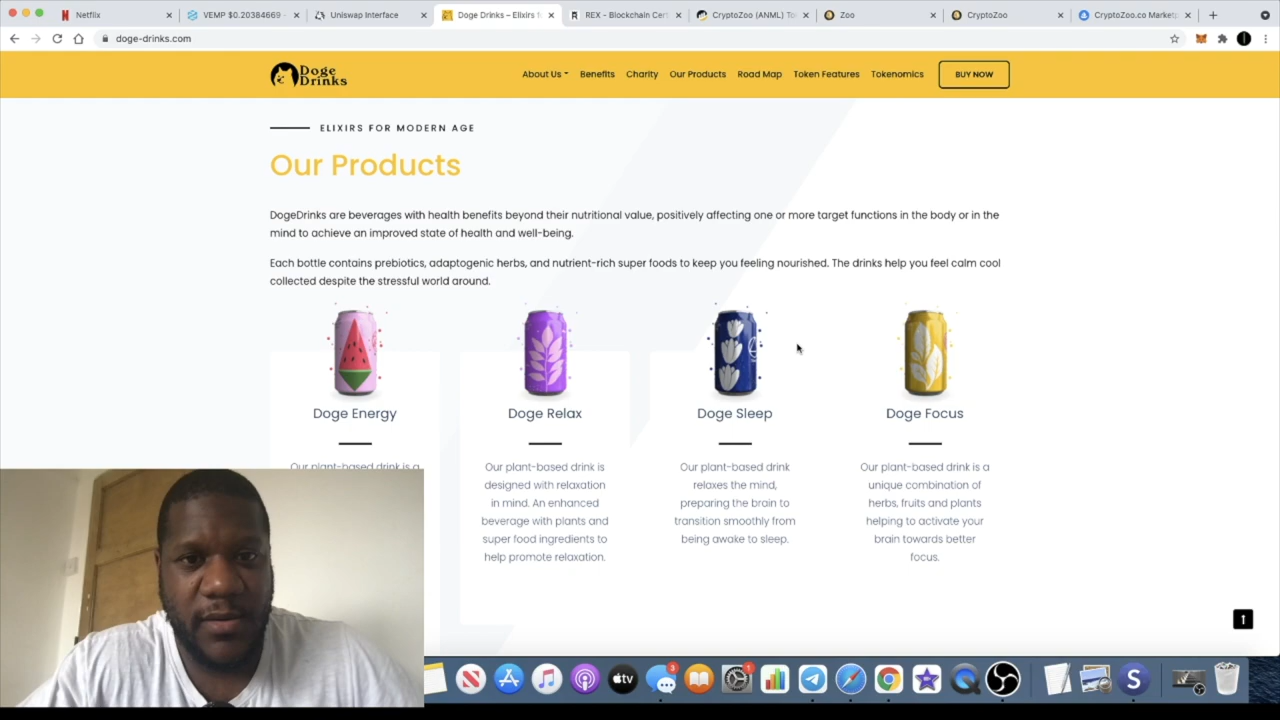 Netflix
VEMP $0.20384669 -
Uniswap Interface
Doge Drinks – Elixirs f
REX - Blockchain Cert
CryptoZoo (ANML) To
Zoo
CryptoZoo
CryptoZoo.co Marketp
doge-drinks.com
Doge
Drinks
About Us
Benefits
Charity
Our Products
Road Map
Token Features
Tokenomics
BUY NOW
ELIXIRS FOR MODERN AGE
Our Products
DogeDrinks are beverages with health benefits beyond their nutritional value, positively affecting one or more target functions in the body or in the
mind to achieve an improved state of health and well-being.
Each bottle contains prebiotics, adaptogenic herbs, and nutrient-rich super foods to keep you feeling nourished. The drinks help you feel calm cool
collected despite the stressful world around.
Doge Energy
Our plant-based drink is a
Doge Relax
Our plant-based drink is
designed with relaxation
in mind. An enhanced
beverage with plants and
super food ingredients to
help promote relaxation.
Doge Sleep
Our plant-based drink
relaxes the mind,
preparing the brain to
transition smoothly from
being awake to sleep.
Doge Focus
Our plant-based drink is a
unique combination of
herbs, fruits and plants
helping to activate your
brain towards better
focus.
tv
3
1